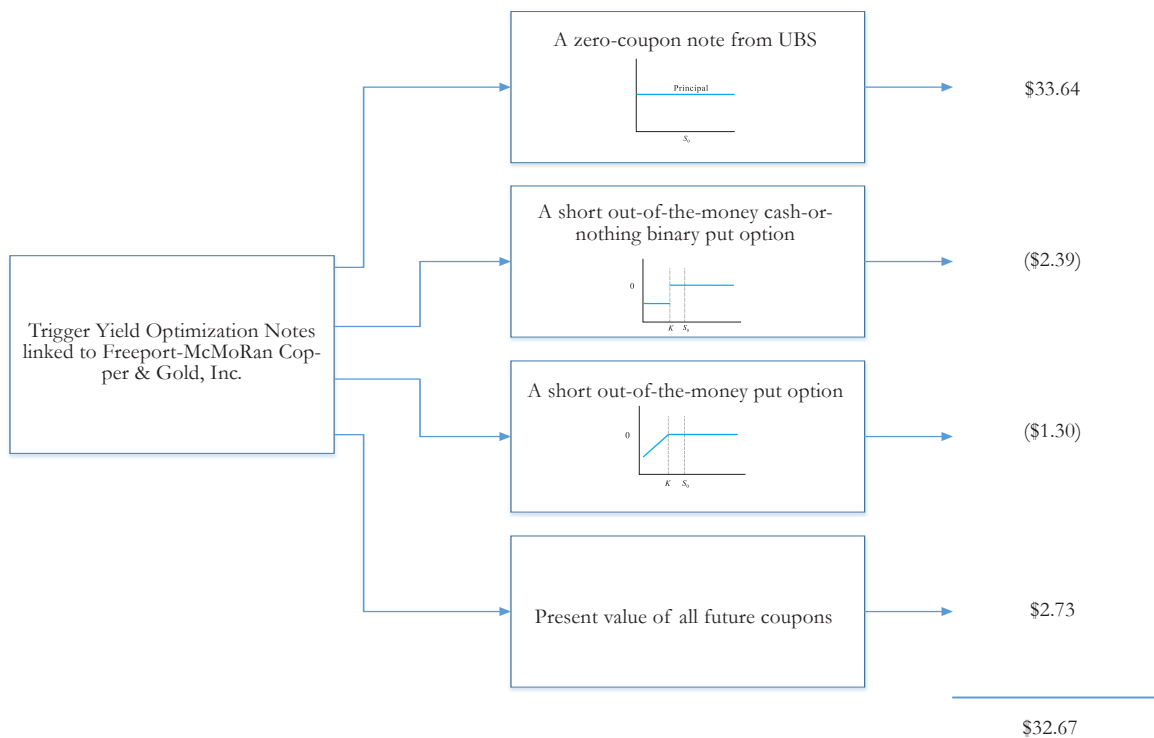 A zero-coupon note from UBS
Principal
S₀
$33.64
A short out-of-the-money cash-or-
nothing binary put option
0
K
S₀
($2.39)
Trigger Yield Optimization Notes
linked to Freeport-McMoRan Cop-
per & Gold, Inc.
A short out-of-the-money put option
0
K
S₀
($1.30)
Present value of all future coupons
$2.73
$32.67